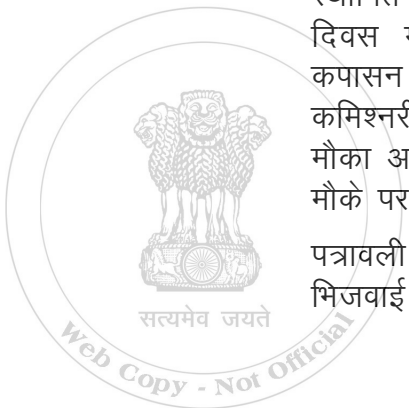 दिवस
कपासन
कमिश्नरी
मौका अ
मौके पर
पत्रावली
भिजवाई
सत्यमेव जयते
Web Copy - Not Official